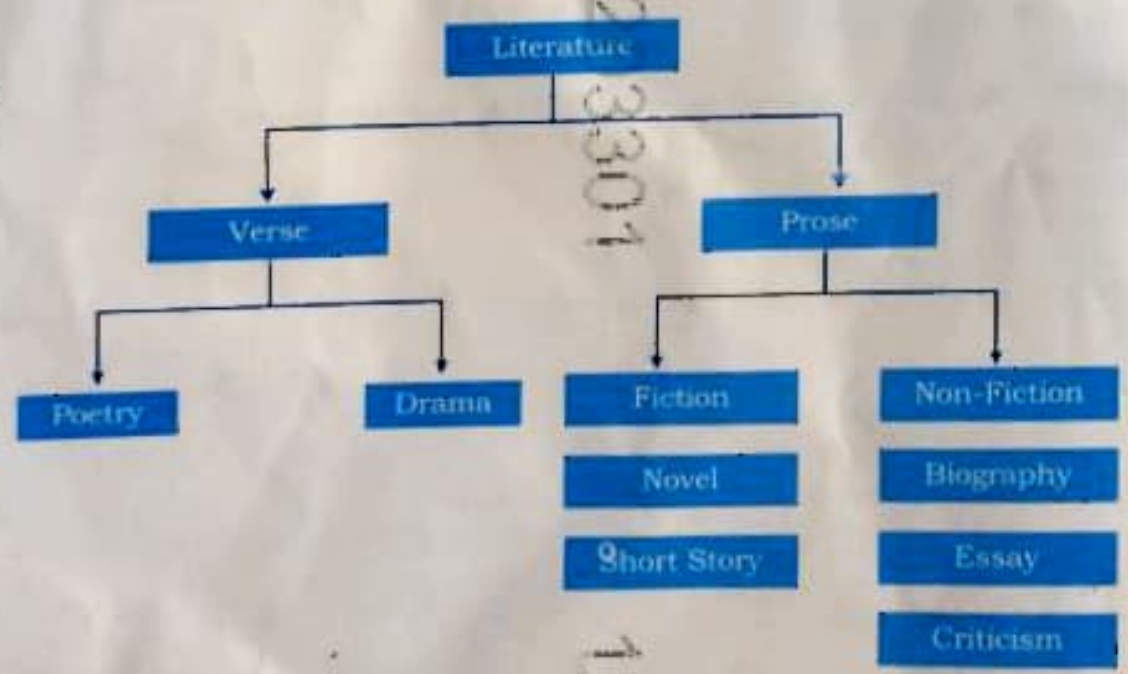 Literature
Verse
Prose
Poetry
Drama
Fiction
Non-Fiction
Novel
Biography
Short Story
Essay
Criticism